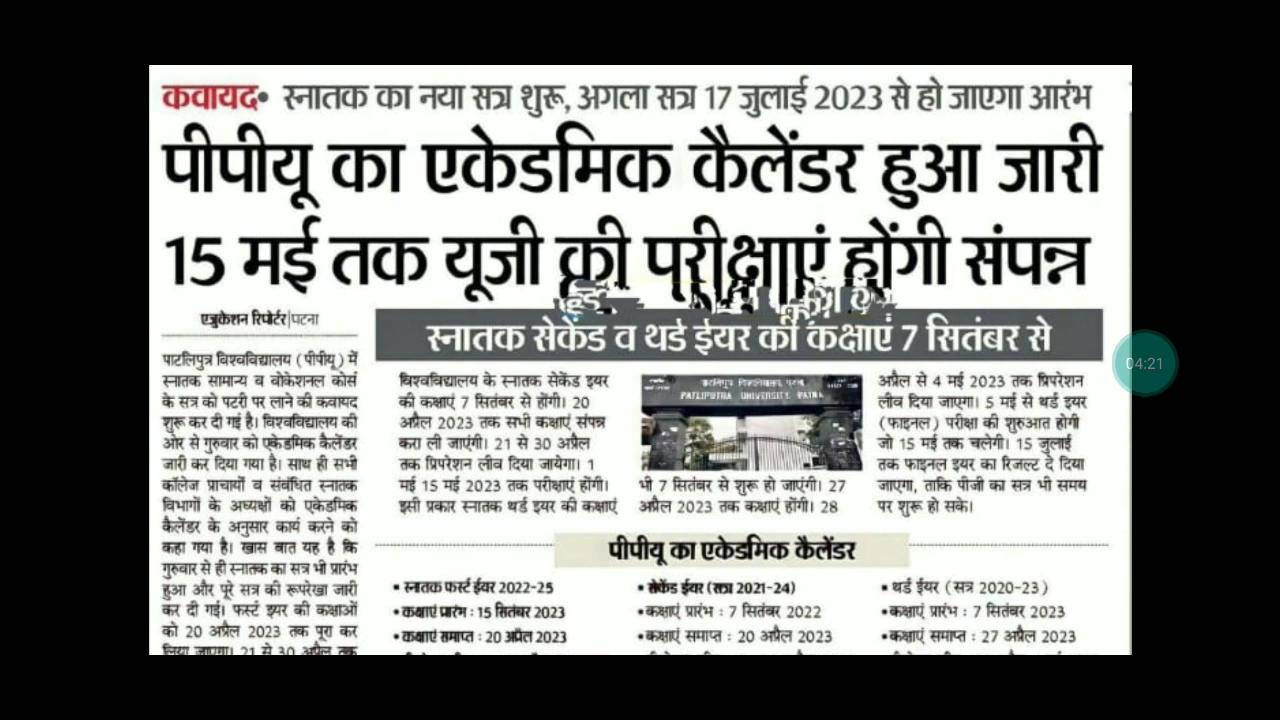 कवायद• स्नातक का नया सत्र शुरू, अगला सत्र 17 जुलाई 2023 से हो जाएगा आरंभ
पीपीयू का एकेडमिक कैलेंडर हुआ जारी
15 मई तक यूजी की परीक्षाएं होंगी संपन्न
एजुकेशन रिपोर्टर|पटना
पाटलिपुत्र विश्वविद्यालय (पीपीयू) में
स्नातक सामान्य व वोकेशनल कोर्स
के सत्र को पटरी पर लाने की कवायद
शुरू कर दी गई है। विश्वविद्यालय की
ओर से गुरुवार को एकेडमिक कैलेंडर
जारी कर दिया गया है। साथ ही सभी
कॉलेज प्राचार्यों व संबंधित स्नातक
विभागों के अध्यक्षों को एकेडमिक
कैलेंडर के अनुसार कार्य करने को
कहा गया है। खास बात यह है कि
गुरुवार से ही स्नातक का सत्र भी प्रारंभ
हुआ और पूरे सत्र की रूपरेखा जारी
कर दी गई। फर्स्ट इयर की कक्षाओं
को 20 अप्रैल 2023 तक पूरा कर
लिया जाएगा। 21 से 30 अप्रैल तक
स्नातक सेकेंड व थर्ड ईयर की कक्षाएं 7 सितंबर से
विश्वविद्यालय के स्नातक सेकेंड इयर
की कक्षाएं 7 सितंबर से होंगी। 20
अप्रैल 2023 तक सभी कक्षाएं संपन्न
करा ली जाएंगी। 21 से 30 अप्रैल
तक प्रिपरेशन लीव दिया जायेगा। 1
मई 15 मई 2023 तक परीक्षाएं होंगी।
इसी प्रकार स्नातक थर्ड इयर की कक्षाएं
पाटलिपुत्र विश्वविद्यालय, पटना
PATLIPUTRA UNIVERSITY, PATNA
भी 7 सितंबर से शुरू हो जाएंगी। 27
अप्रैल 2023 तक कक्षाएं होंगी। 28
अप्रैल से 4 मई 2023 तक प्रिपरेशन
लीव दिया जाएगा। 5 मई से थर्ड इयर
(फाइनल) परीक्षा की शुरुआत होगी
जो 15 मई तक चलेगी। 15 जुलाई
तक फाइनल इयर का रिजल्ट दे दिया
जाएगा, ताकि पीजी का सत्र भी समय
पर शुरू हो सके।
पीपीयू का एकेडमिक कैलेंडर
▪ स्नातक फर्स्ट ईयर 2022-25
•कक्षाएं प्रारंभ : 15 सितंबर 2023
•कक्षाएं समाप्त : 20 अप्रैल 2023
▪ सेकेंड ईयर (सत्र 2021-24)
•कक्षाएं प्रारंभ : 7 सितंबर 2022
•कक्षाएं समाप्त : 20 अप्रैल 2023
▪ थर्ड ईयर (सत्र 2020-23)
•कक्षाएं प्रारंभ : 7 सितंबर 2023
•कक्षाएं समाप्त : 27 अप्रैल 2023
04:21